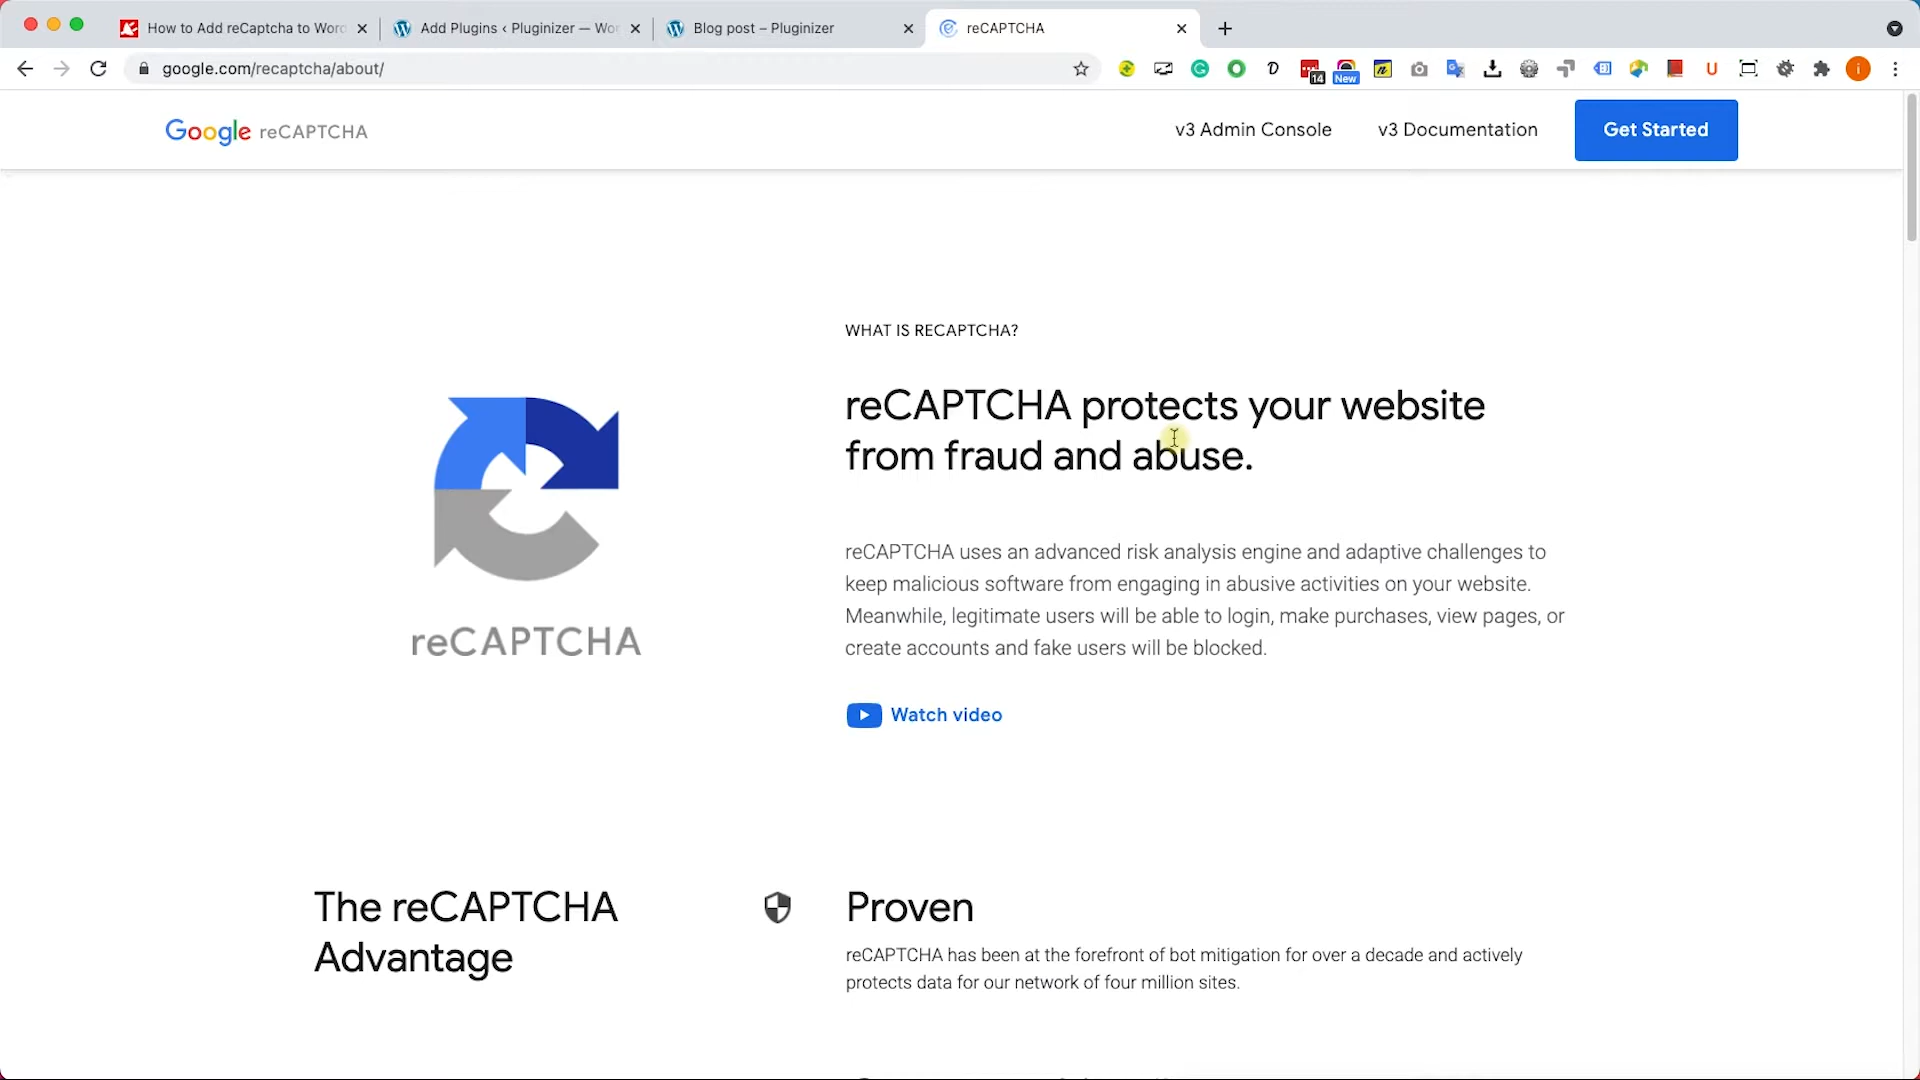 How to Add reCaptcha to Word
Add Plugins ‹ Pluginizer — Wor
Blog post – Pluginizer
reCAPTCHA
google.com/recaptcha/about/
14
New
Google reCAPTCHA
v3 Admin Console
v3 Documentation
Get Started
WHAT IS RECAPTCHA?
reCAPTCHA protects your website
from fraud and abuse.
reCAPTCHA uses an advanced risk analysis engine and adaptive challenges to
keep malicious software from engaging in abusive activities on your website.
Meanwhile, legitimate users will be able to login, make purchases, view pages, or
create accounts and fake users will be blocked.
reCAPTCHA
Watch video
The reCAPTCHA
Advantage
Proven
reCAPTCHA has been at the forefront of bot mitigation for over a decade and actively
protects data for our network of four million sites.